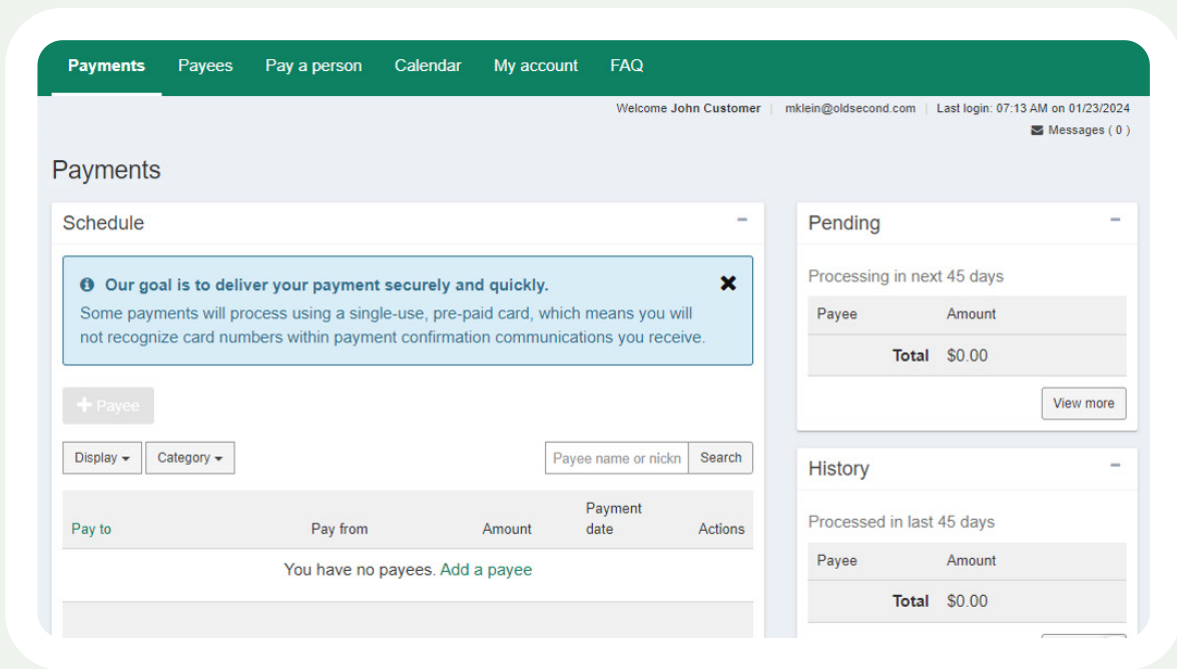 Payments Payees Pay a person Calendar My account FAQ
Welcome John Customer | mklein@oldsecond.com | Last login: 07:13 AM on 01/23/2024
Messages ( 0 )
Payments
Schedule
Our goal is to deliver your payment securely and quickly.
Some payments will process using a single-use, pre-paid card, which means you will
not recognize card numbers within payment confirmation communications you receive.
+ Payee
Display Category Payee name or nickn Search
Pay to Pay from Amount Payment date Actions
You have no payees. Add a payee
Pending
Processing in next 45 days
Payee Amount
Total $0.00
View more
History
Processed in last 45 days
Payee Amount
Total $0.00